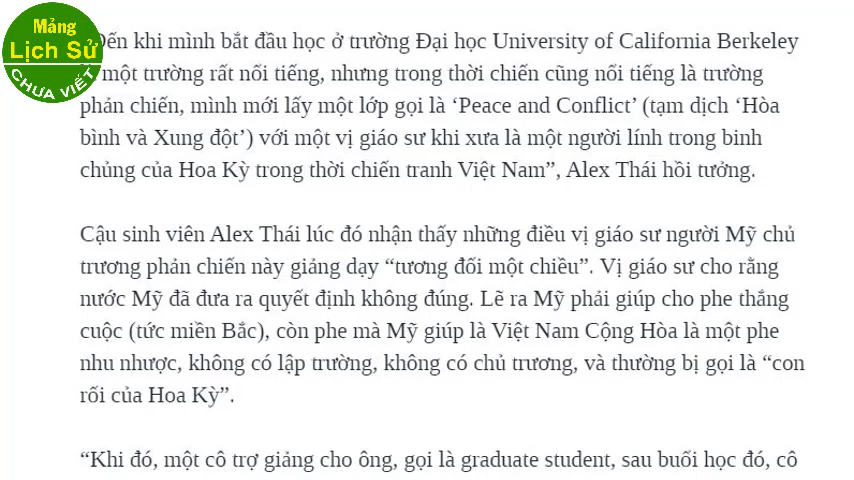 Mảng
Lịch Sử
CHƯA VIẾT
Đến khi mình bắt đầu học ở trường Đại học University of California Berkeley
một trường rất nổi tiếng, nhưng trong thời chiến cũng nổi tiếng là trường
phản chiến, mình mới lấy một lớp gọi là ‘Peace and Conflict’ (tạm dịch ‘Hòa
bình và Xung đột’) với một vị giáo sư khi xưa là một người lính trong binh
chủng của Hoa Kỳ trong thời chiến tranh Việt Nam”, Alex Thái hồi tưởng.
Cậu sinh viên Alex Thái lúc đó nhận thấy những điều vị giáo sư người Mỹ chủ
trương phản chiến này giảng dạy “tương đối một chiều”. Vị giáo sư cho rằng
nước Mỹ đã đưa ra quyết định không đúng. Lẽ ra Mỹ phải giúp cho phe thắng
cuộc (tức miền Bắc), còn phe mà Mỹ giúp là Việt Nam Cộng Hòa là một phe
nhu nhược, không có lập trường, không có chủ trương, và thường bị gọi là “con
rối của Hoa Kỳ”.
“Khi đó, một cô trợ giảng cho ông, gọi là graduate student, sau buổi học đó, cô